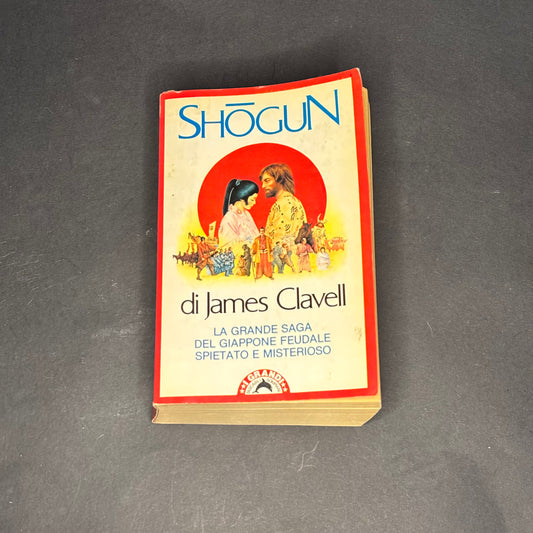 SHŌGUN
di James Clavell
LA GRANDE SAGA
DEL GIAPPONE FEUDALE
SPIETATO E MISTERIOSO
I GRANDI